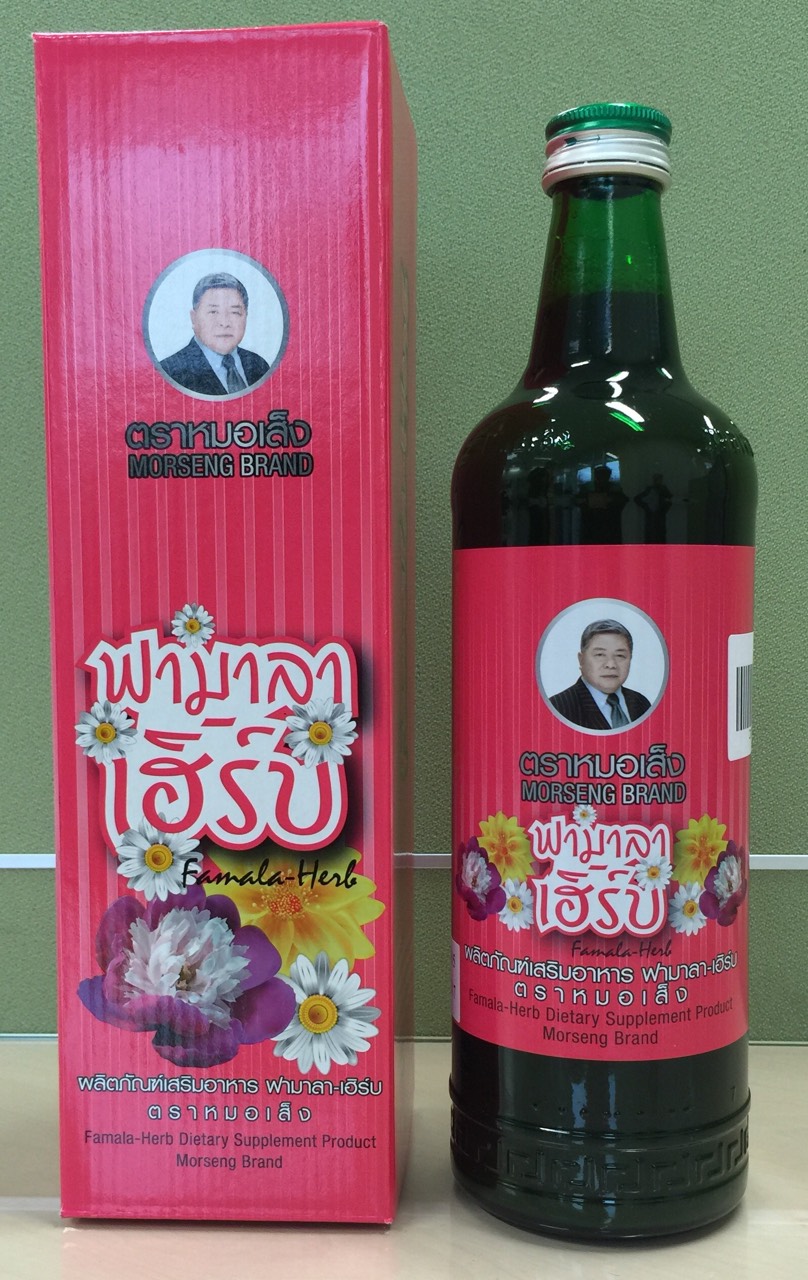 ตราหมอเส็ง
MORSENG BRAND
ฟามาลา
เฮิร์บ
Famala-Herb
ผลิตภัณฑ์เสริมอาหาร ฟามาลา-เฮิร์บ
ตราหมอเส็ง
Famala-Herb Dietary Supplement Product
Morseng Brand
ตราหมอเส็ง
MORSENG BRAND
ฟามาลา
เฮิร์บ
Famala-Herb
ผลิตภัณฑ์เสริมอาหาร ฟามาลา-เฮิร์บ
ตราหมอเส็ง
Famala-Herb Dietary Supplement Product
Morseng Brand